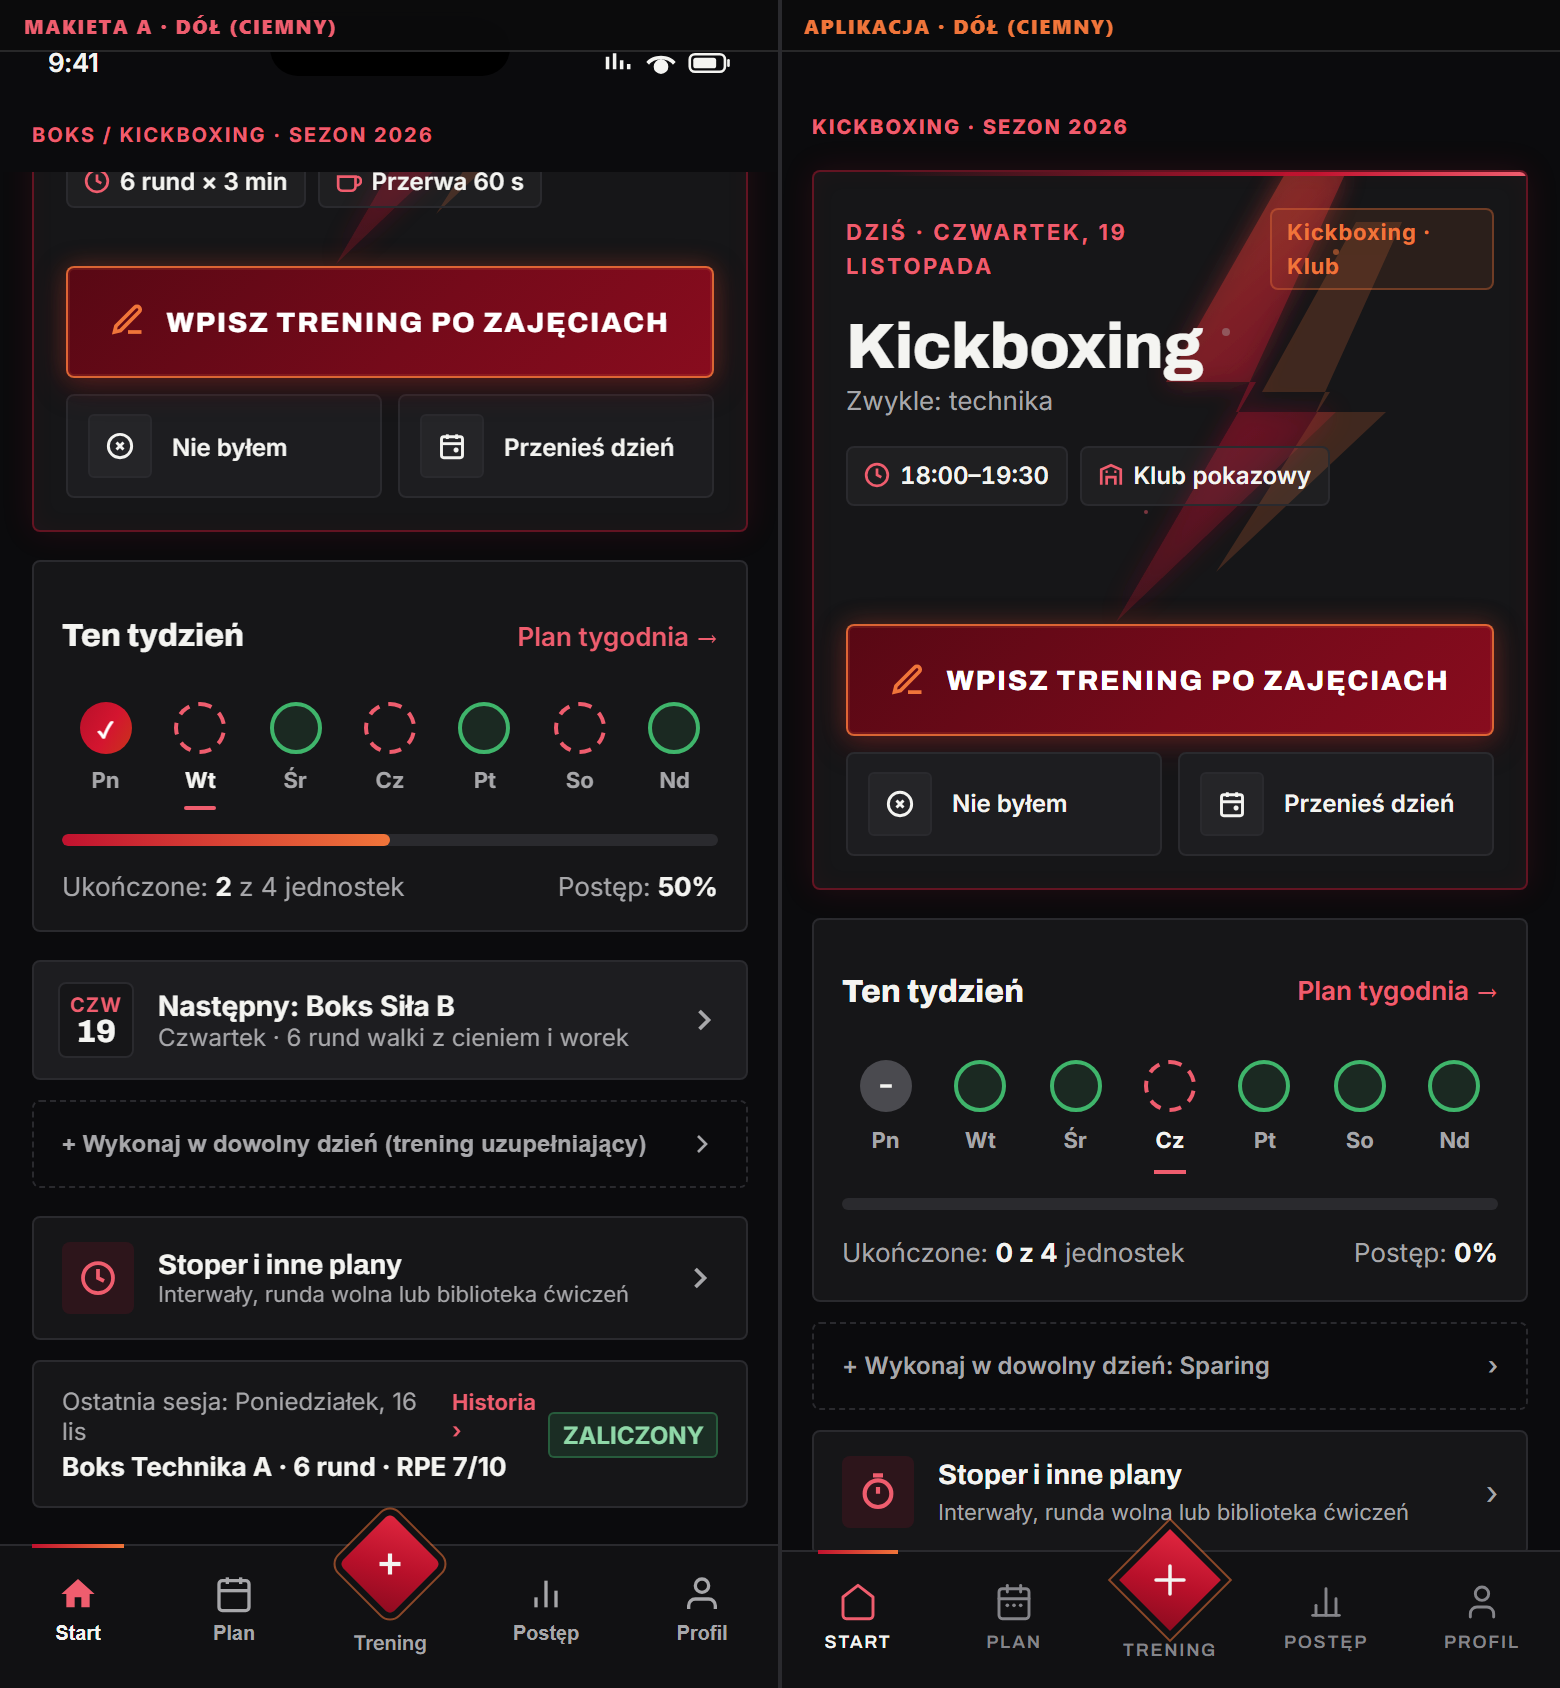 MAKIETA A · DÓŁ (CIEMNY)
9:41
BOKS / KICKBOXING · SEZON 2026
6 rund × 3 min
Przerwa 60 s
WPISZ TRENING PO ZAJĘCIACH
Nie byłem
Przenieś dzień
Ten tydzień
Plan tygodnia →
✓
Pn Wt Śr Cz Pt So Nd
Ukończone: 2 z 4 jednostek
Postęp: 50%
CZW
19
Następny: Boks Siła B
Czwartek · 6 rund walki z cieniem i worek
+ Wykonaj w dowolny dzień (trening uzupełniający)
Stoper i inne plany
Interwały, runda wolna lub biblioteka ćwiczeń
Ostatnia sesja: Poniedziałek, 16
lis
Historia
›
ZALICZONY
Boks Technika A · 6 rund · RPE 7/10
+
Start
Plan
Trening
Postęp
Profil
APLIKACJA · DÓŁ (CIEMNY)
KICKBOXING · SEZON 2026
DZIŚ · CZWARTEK, 19
LISTOPADA
Kickboxing ·
Klub
Kickboxing
Zwykle: technika
18:00–19:30
Klub pokazowy
WPISZ TRENING PO ZAJĘCIACH
Nie byłem
Przenieś dzień
Ten tydzień
Plan tygodnia →
–
Pn Wt Śr Cz Pt So Nd
Ukończone: 0 z 4 jednostek
Postęp: 0%
+ Wykonaj w dowolny dzień: Sparing
›
Stoper i inne plany
Interwały, runda wolna lub biblioteka ćwiczeń
›
START
PLAN
TRENING
POSTĘP
PROFIL